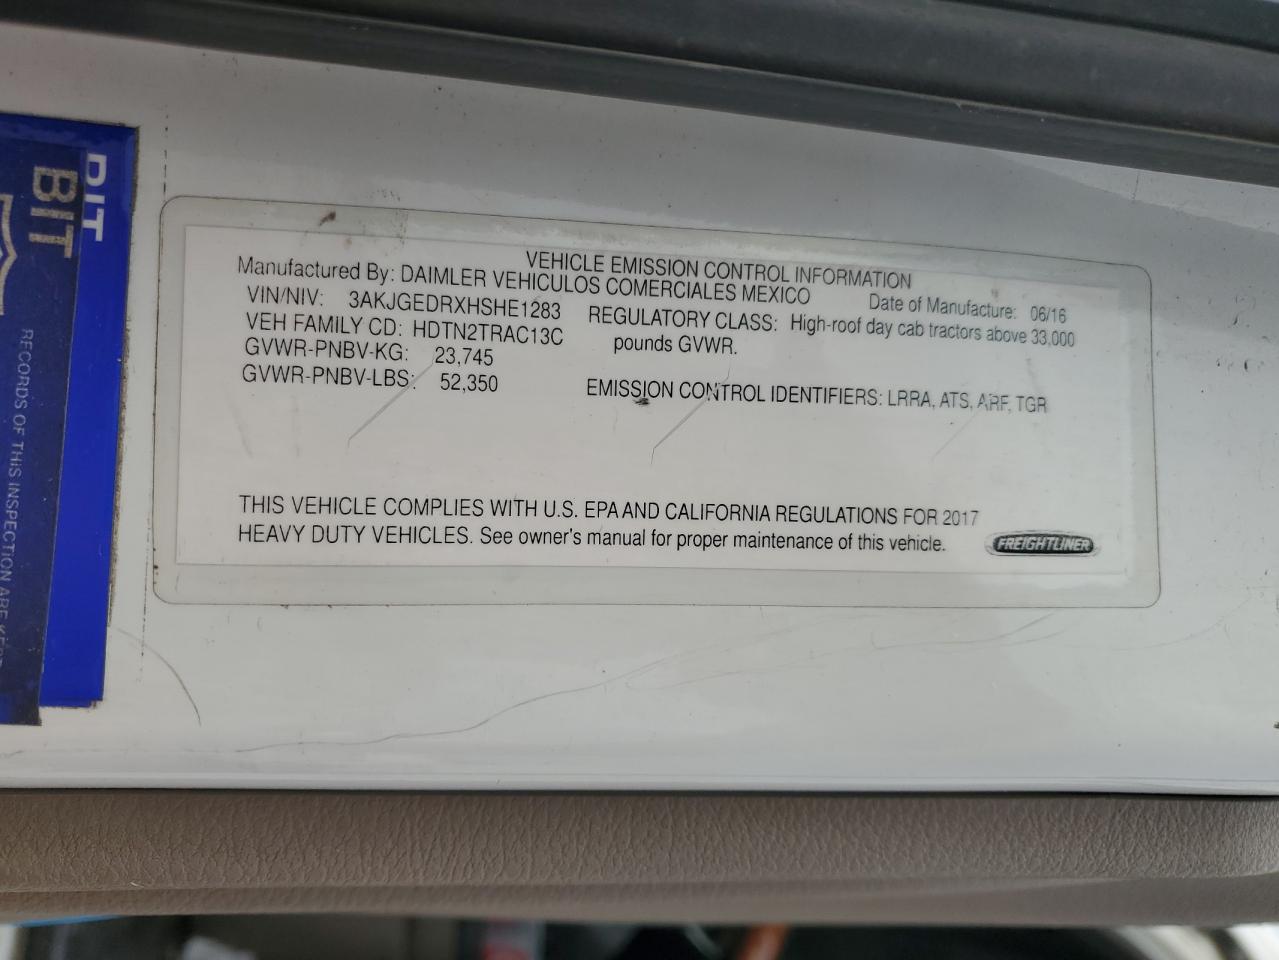 VEHICLE EMISSION CONTROL INFORMATION
Manufactured By: DAIMLER VEHICULOS COMERCIALES MEXICO
Date of Manufacture: 06/16
VIN/NIV: 3AKJGEDRXHSHE1283
VEH FAMILY CD: HDTN2TRAC13C
GVWR-PNBV-KG: 23,745
GVWR-PNBV-LBS: 52,350
REGULATORY CLASS: High-roof day cab tractors above 33,000
pounds GVWR.
EMISSION CONTROL IDENTIFIERS: LRRA, ATS, ARF, TGR
THIS VEHICLE COMPLIES WITH U.S. EPA AND CALIFORNIA REGULATIONS FOR 2017
HEAVY DUTY VEHICLES. See owner's manual for proper maintenance of this vehicle.
FREIGHTLINER
BIT
BIT
RECORDS OF THIS INSPECTION ARE KEPT